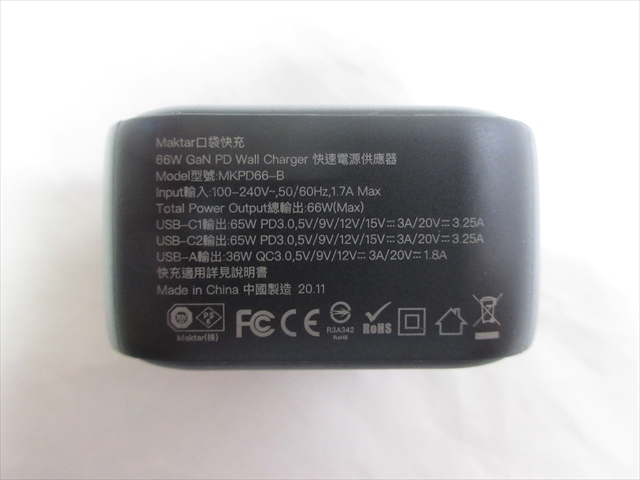 Maktar口袋快充
66W GaN PD Wall Charger 快速電源供應器
Model型號:MKPD66-B
Input輸入:100-240V~,50/60Hz,1.7A Max
Total Power Output總輸出:66W(Max)
USB-C1輸出:65W PD3.0,5V/9V/12V/15V⎓3A/20V⎓3.25A
USB-C2輸出:65W PD3.0,5V/9V/12V/15V⎓3A/20V⎓3.25A
USB-A輸出:36W QC3.0,5V/9V/12V⎓3A/20V⎓1.8A
快充適用詳見說明書
Made in China 中國製造 20.11
PS E FC CE R3A342 RoHS RoHS
Maktar(株)